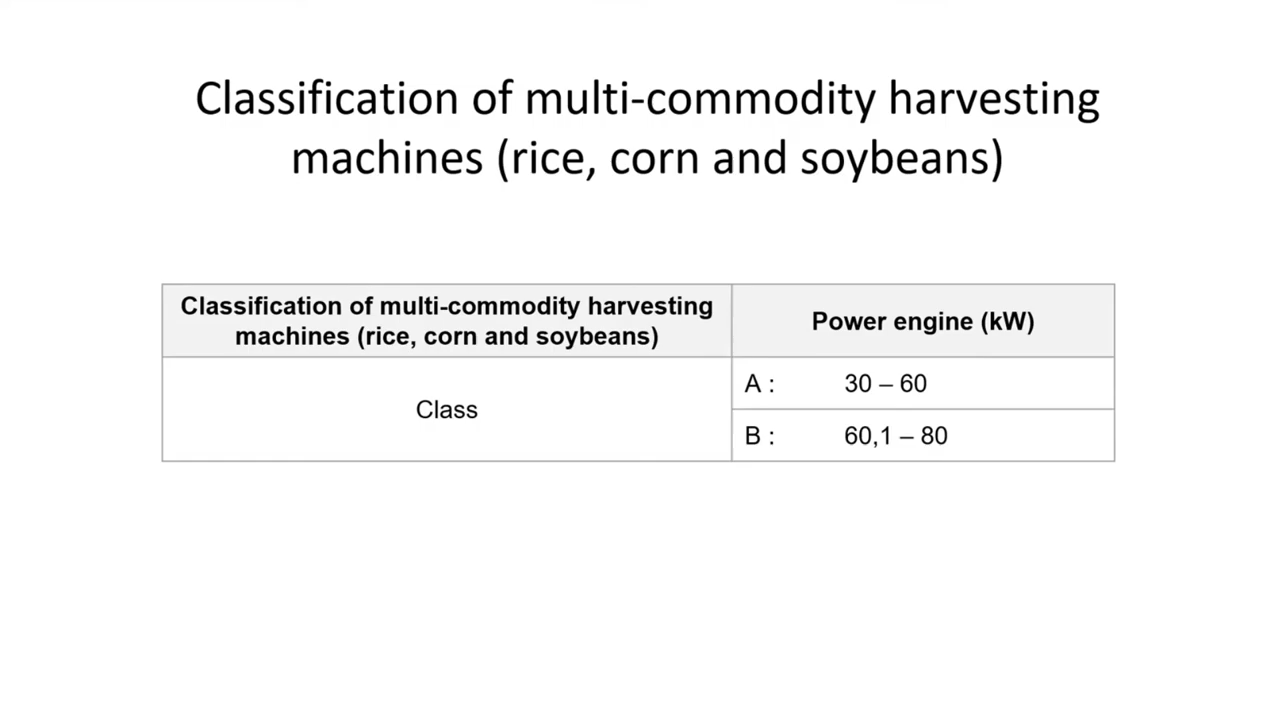 Classification of multi-commodity harvesting
machines (rice, corn and soybeans)
Classification of multi-commodity harvesting
machines (rice, corn and soybeans)
Power engine (kW)
Class
A : 30 – 60
B : 60,1 – 80